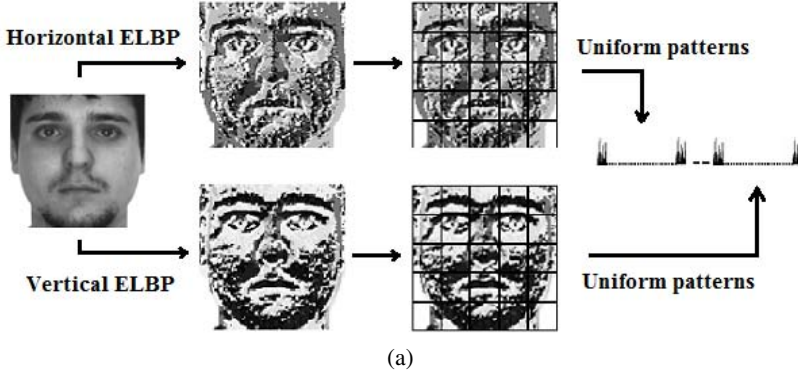 Horizontal ELBP
Uniform patterns
Vertical ELBP
Uniform patterns
(a)